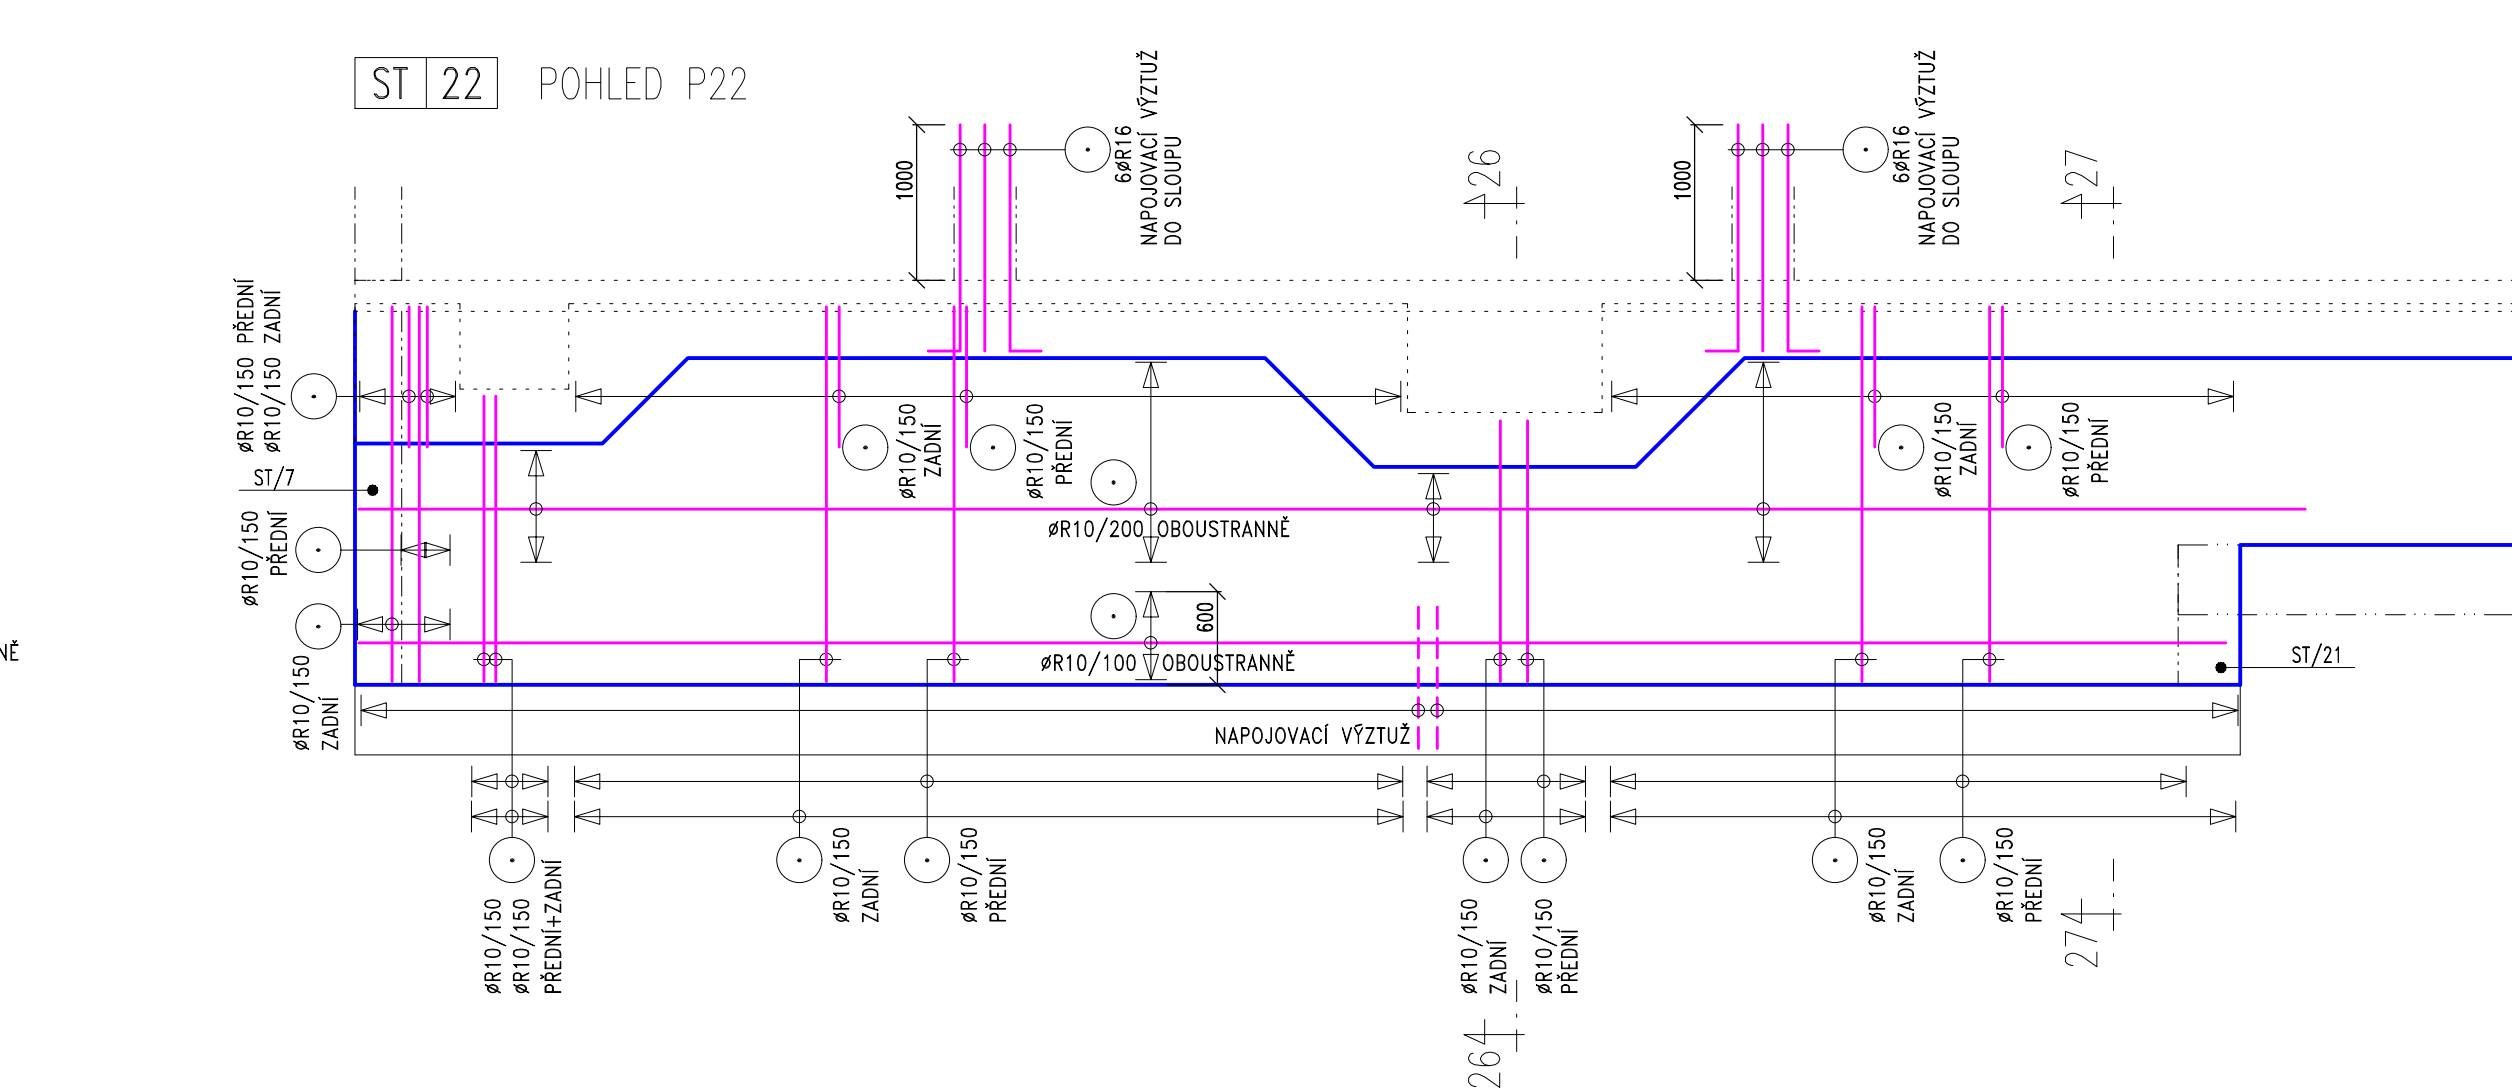 ST 22 POHLED P22
1000
6øR16
NAPOJOVACÍ VÝZTUŽ
DO SLOUPU
26
1000
6øR16
NAPOJOVACÍ VÝZTUŽ
DO SLOUPU
27
øR10/150 PŘEDNÍ
øR10/150 ZADNÍ
øR10/150
ZADNÍ
øR10/150
PŘEDNÍ
øR10/150
ZADNÍ
øR10/150
PŘEDNÍ
ST/7
øR10/200 OBOUSTRANNĚ
øR10/150
PŘEDNÍ
600
NĚ
øR10/100 OBOUSTRANNĚ
ST/21
øR10/150
ZADNÍ
NAPOJOVACÍ VÝZTUŽ
øR10/150
øR10/150
PŘEDNÍ+ZADNÍ
øR10/150
ZADNÍ
øR10/150
PŘEDNÍ
øR10/150
ZADNÍ
øR10/150
PŘEDNÍ
øR10/150
ZADNÍ
øR10/150
PŘEDNÍ
27
26